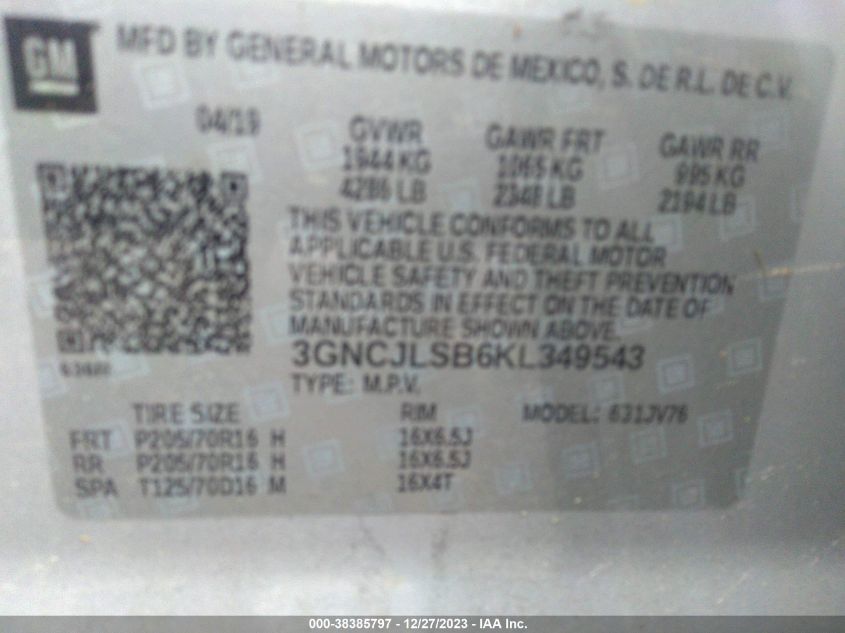 GM
MFD BY GENERAL MOTORS DE MEXICO, S. DE R.L. DE C.V.
04/19 GVWR GAWR FRT GAWR RR
1944 KG 1065 KG 995 KG
4286 LB 2348 LB 2194 LB
THIS VEHICLE CONFORMS TO ALL
APPLICABLE U.S. FEDERAL MOTOR
VEHICLE SAFETY AND THEFT PREVENTION
STANDARDS IN EFFECT ON THE DATE OF
MANUFACTURE SHOWN ABOVE.
3GNCJLSB6KL349543
TYPE: M.P.V.
TIRE SIZE RIM MODEL: 631JV76
FRT P205/70R16 H 16X6.5J
RR P205/70R16 H 16X6.5J
SPA T125/70D16 M 16X4T
000-38385797 - 12/27/2023 - IAA Inc.